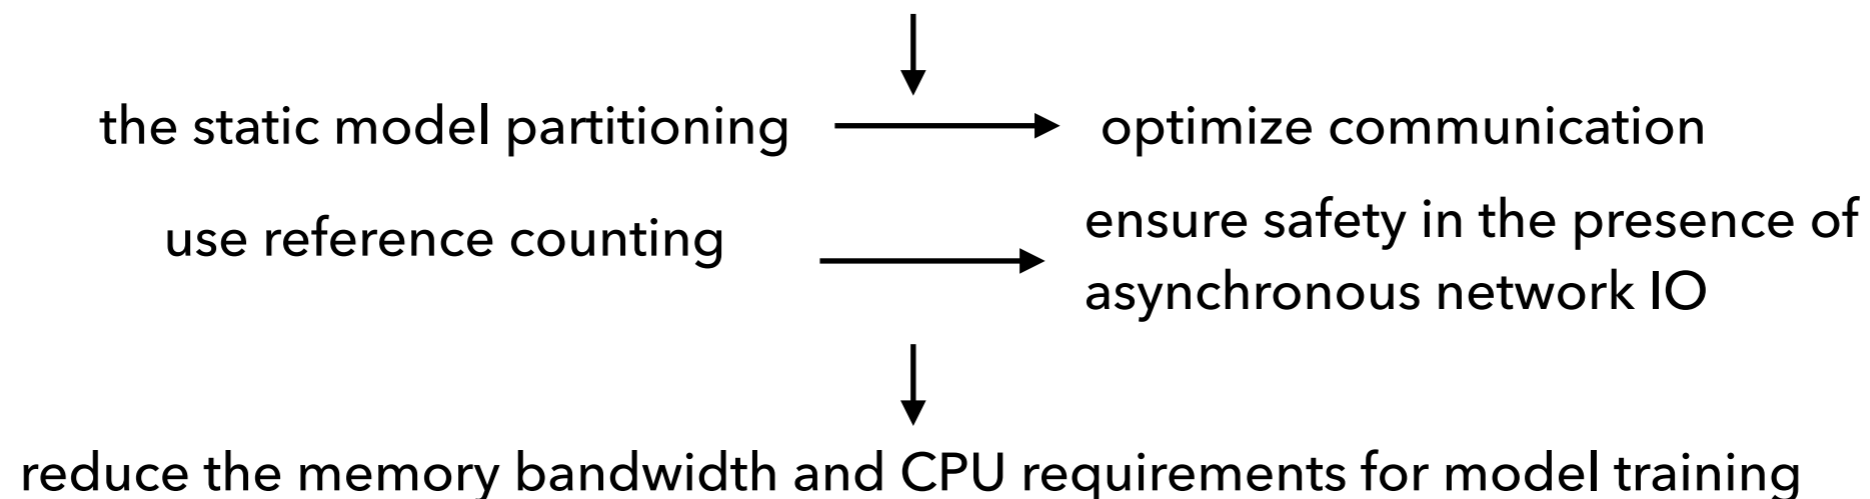 the static model partitioning
optimize communication
use reference counting
ensure safety in the presence of
asynchronous network IO
reduce the memory bandwidth and CPU requirements for model training